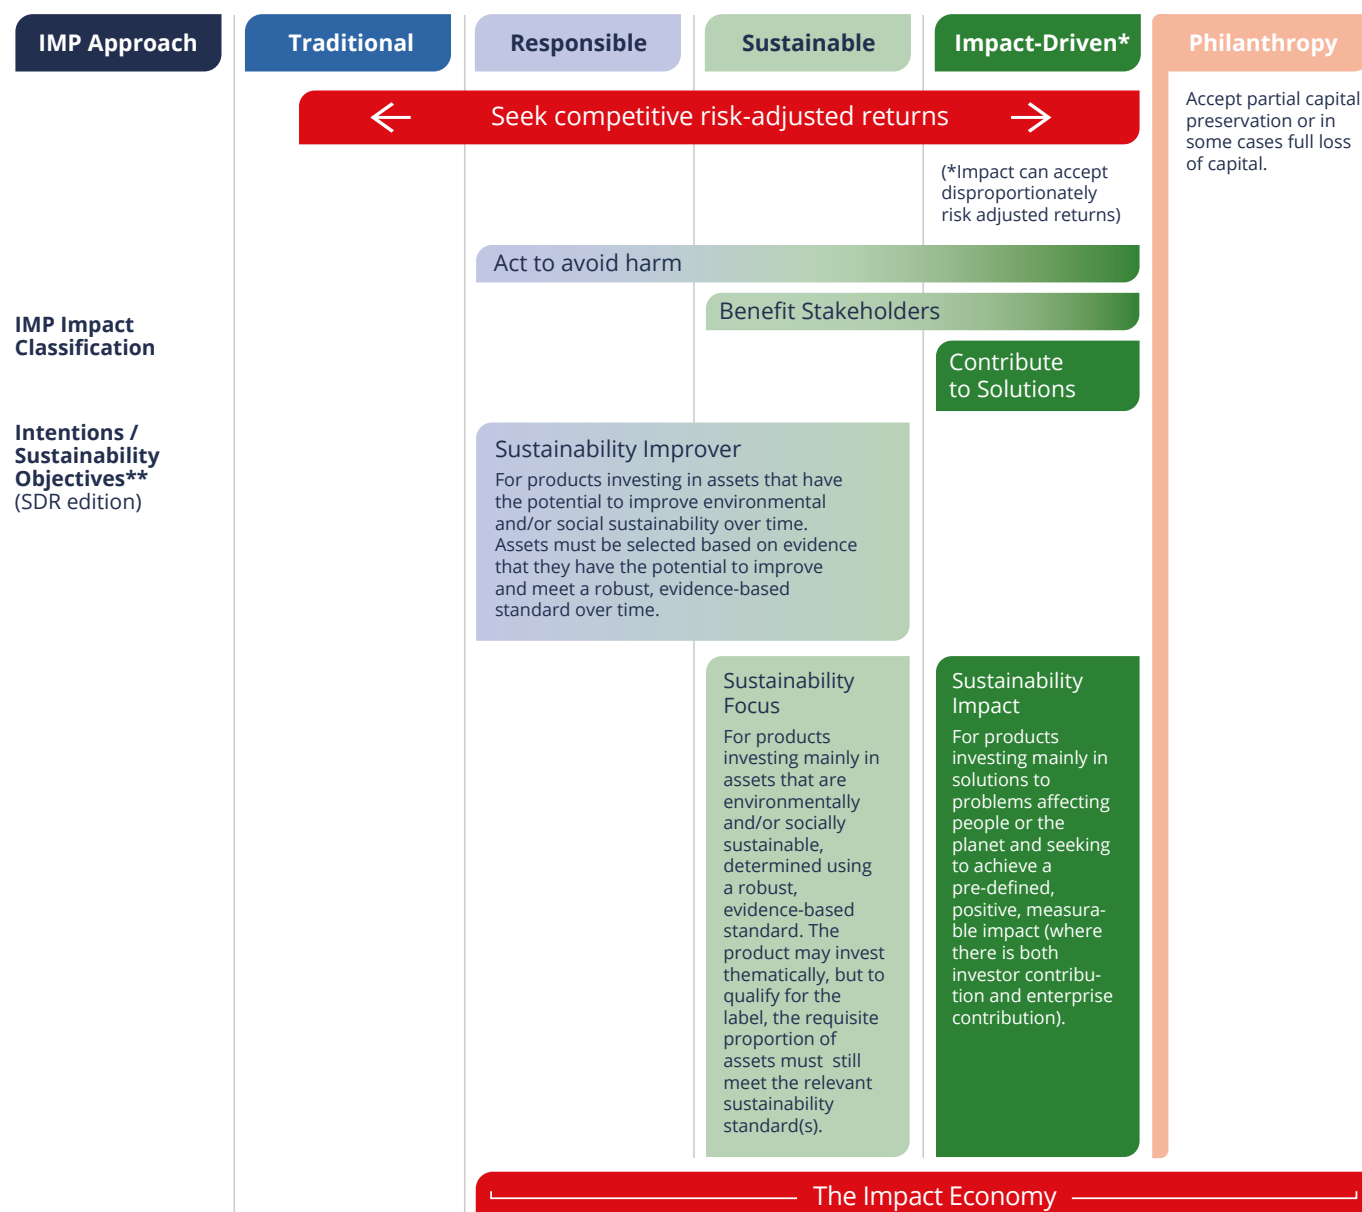 IMP Approach
Traditional
Responsible
Sustainable
Impact-Driven*
Philanthropy
Seek competitive risk-adjusted returns
Accept partial capital
preservation or in
some cases full loss
of capital.
(*Impact can accept
disproportionately
risk adjusted returns)
Act to avoid harm
Benefit Stakeholders
IMP Impact
Classification
Contribute
to Solutions
Intentions /
Sustainability
Objectives**
(SDR edition)
Sustainability Improver
For products investing in assets that have
the potential to improve environmental
and/or social sustainability over time.
Assets must be selected based on evidence
that they have the potential to improve
and meet a robust, evidence-based
standard over time.
Sustainability
Focus
For products
investing mainly in
assets that are
environmentally
and/or socially
sustainable,
determined using
a robust,
evidence-based
standard. The
product may invest
thematically, but to
qualify for the
label, the requisite
proportion of
assets must  still
meet the relevant
sustainability
standard(s).
Sustainability
Impact
For products
investing mainly in
solutions to
problems affecting
people or the
planet and seeking
to achieve a
pre-defined,
positive, measura-
ble impact (where
there is both
investor contribu-
tion and enterprise
contribution).
The Impact Economy